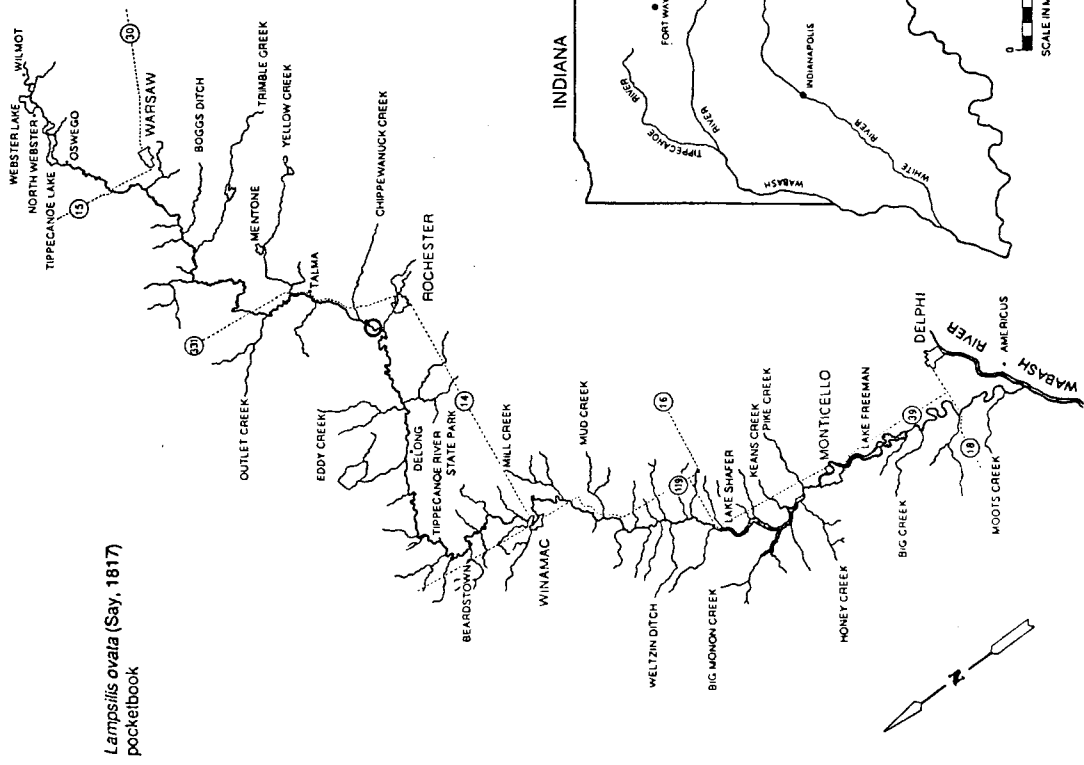 Lampsilis ovata (Say, 1817)
pocketbook
WEBSTER LAKE
WILMOT
NORTH WEBSTER
TIPPECANOE LAKE
OSWEGO
15
30
WARSAW
BOGGS DITCH
TRIMBLE CREEK
YELLOW CREEK
MENTONE
331
TALMA
CHIPPEWANUCK CREEK
OUTLET CREEK
ROCHESTER
EDDY CREEK
DELONG
TIPPECANOE RIVER
STATE PARK
14
MILL CREEK
BEARDSTOWN
WINAMAC
MUD CREEK
16
119
WELTZIN DITCH
LAKE SHAFER
KEANS CREEK
PIKE CREEK
BIG MONON CREEK
MONTICELLO
HONEY CREEK
LAKE FREEMAN
39
BIG CREEK
18
DELPHI
MOOTS CREEK
AMERICUS
WABASH RIVER
N
INDIANA
TIPPECANOE RIVER
FORT WAY
WABASH RIVER
INDIANAPOLIS
WHITE RIVER
0
SCALE IN M